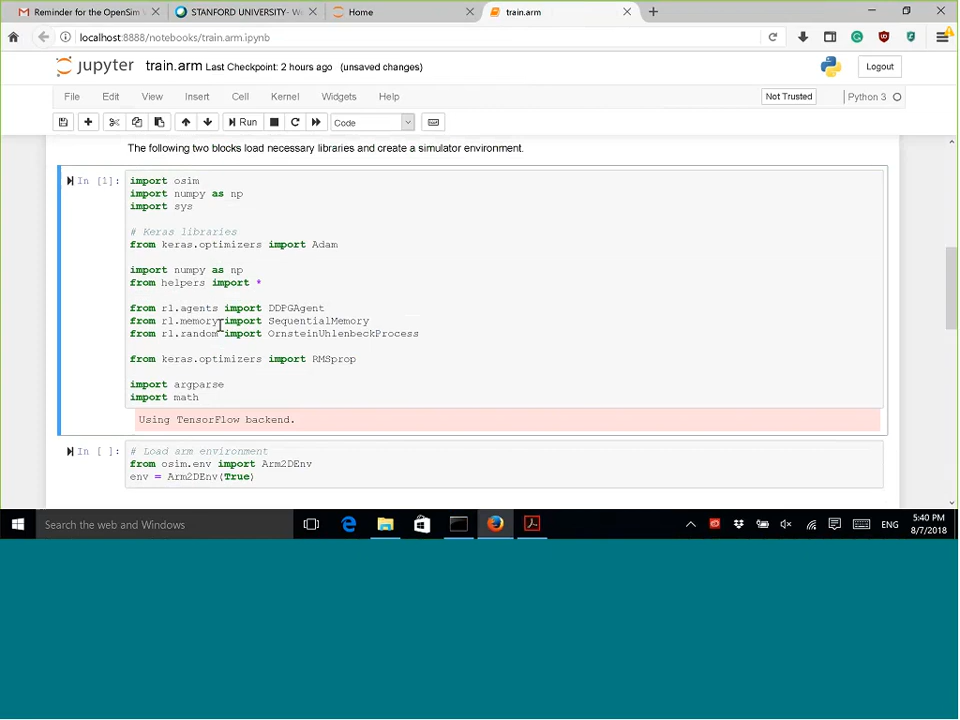 Reminder for the OpenSim
STANFORD UNIVERSITY- We
Home
train.arm
localhost:8888/notebooks/train.arm.ipynb
jupyter train.arm Last Checkpoint: 2 hours ago (unsaved changes)
Logout
File Edit View Insert Cell Kernel Widgets Help
Not Trusted
Python 3
Run
Code
The following two blocks load necessary libraries and create a simulator environment.
In [1]:
import osim
import numpy as np
import sys
# Keras libraries
from keras.optimizers import Adam
import numpy as np
from helpers import *
from rl.agents import DDPGAgent
from rl.memory import SequentialMemory
from rl.random import OrnsteinUhlenbeckProcess
from keras.optimizers import RMSprop
import argparse
import math
Using TensorFlow backend.
In [ ]:
# Load arm environment
from osim.env import Arm2DEnv
env = Arm2DEnv(True)
Search the web and Windows
ENG
5:40 PM
8/7/2018